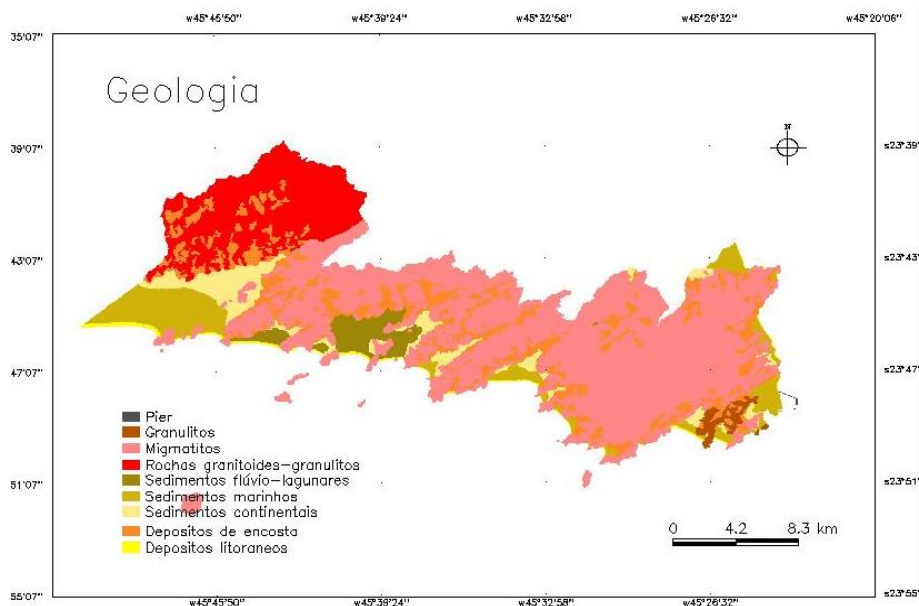 w45°45'50" w45°39'24" w45°32'58" w45°26'32" w45°20'06"
35'07"
Geologia
N
39'07" s23°39
43'07" s23°43
47'07" s23°47
Pier
Granulitos
Migmatitos
Rochas granitoides-granulitos
Sedimentos flúvio-lagunares
51'07" s23°51
Sedimentos marinhos
Sedimentos continentais
0 4.2 8.3 km
Depositos de encosta
Depositos litoraneos
55'07" s23°55
w45°45'50" w45°39'24" w45°32'58" w45°26'32"